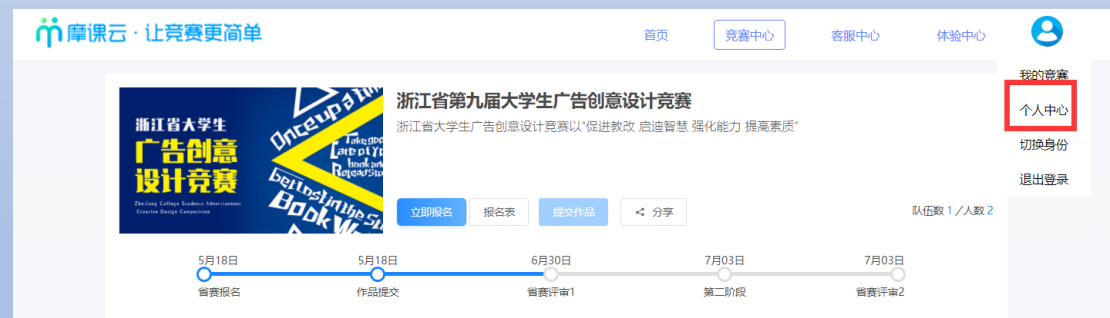 摩课云·让竞赛更简单
首页
竞赛中心
客服中心
体验中心
我的竞赛
个人中心
切换身份
退出登录
浙江省大学生
广告创意
设计竞赛
浙江省第九届大学生广告创意设计竞赛
浙江省大学生广告创意设计竞赛以“促进教改 启迪智慧 强化能力 提高素质”
立即报名
报名表
提交作品
分享
队伍数 1 / 人数 2
5月18日
5月18日
6月30日
7月03日
7月03日
省赛报名
作品提交
省赛评审1
第二阶段
省赛评审2